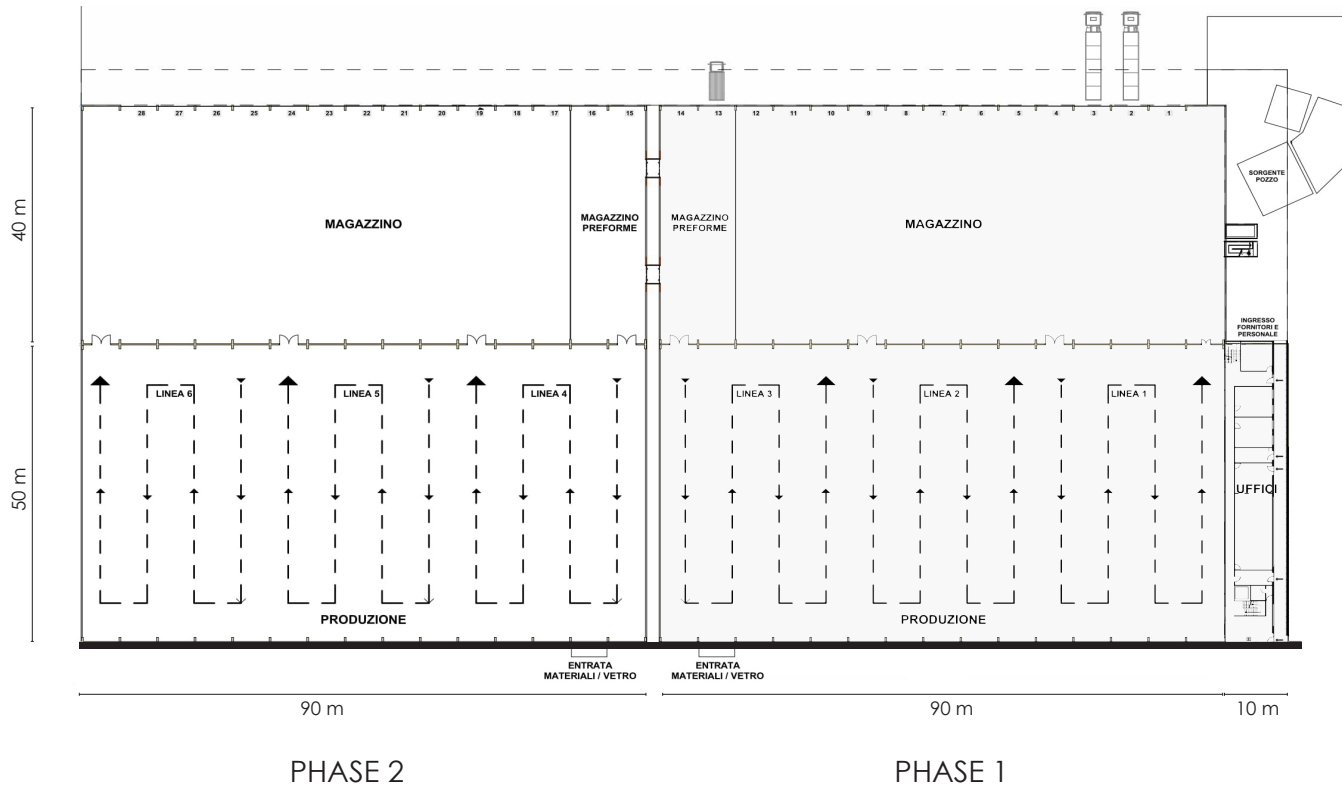 28 27 26 25 24 23 22 21 20 19 18 17 16 15 14 13 12 11 10 9 8 7 6 5 4 3 2 1
SORGENTE
POZZO
40 m
MAGAZZINO
MAGAZZINO
PREFORME
MAGAZZINO
PREFORME
MAGAZZINO
INGRESSO
FORNITORI E
PERSONALE
LINEA 6
LINEA 5
LINEA 4
LINEA 3
LINEA 2
LINEA 1
50 m
UFFICI
PRODUZIONE
PRODUZIONE
ENTRATA
MATERIALI / VETRO
ENTRATA
MATERIALI / VETRO
90 m
90 m
10 m
PHASE 2
PHASE 1